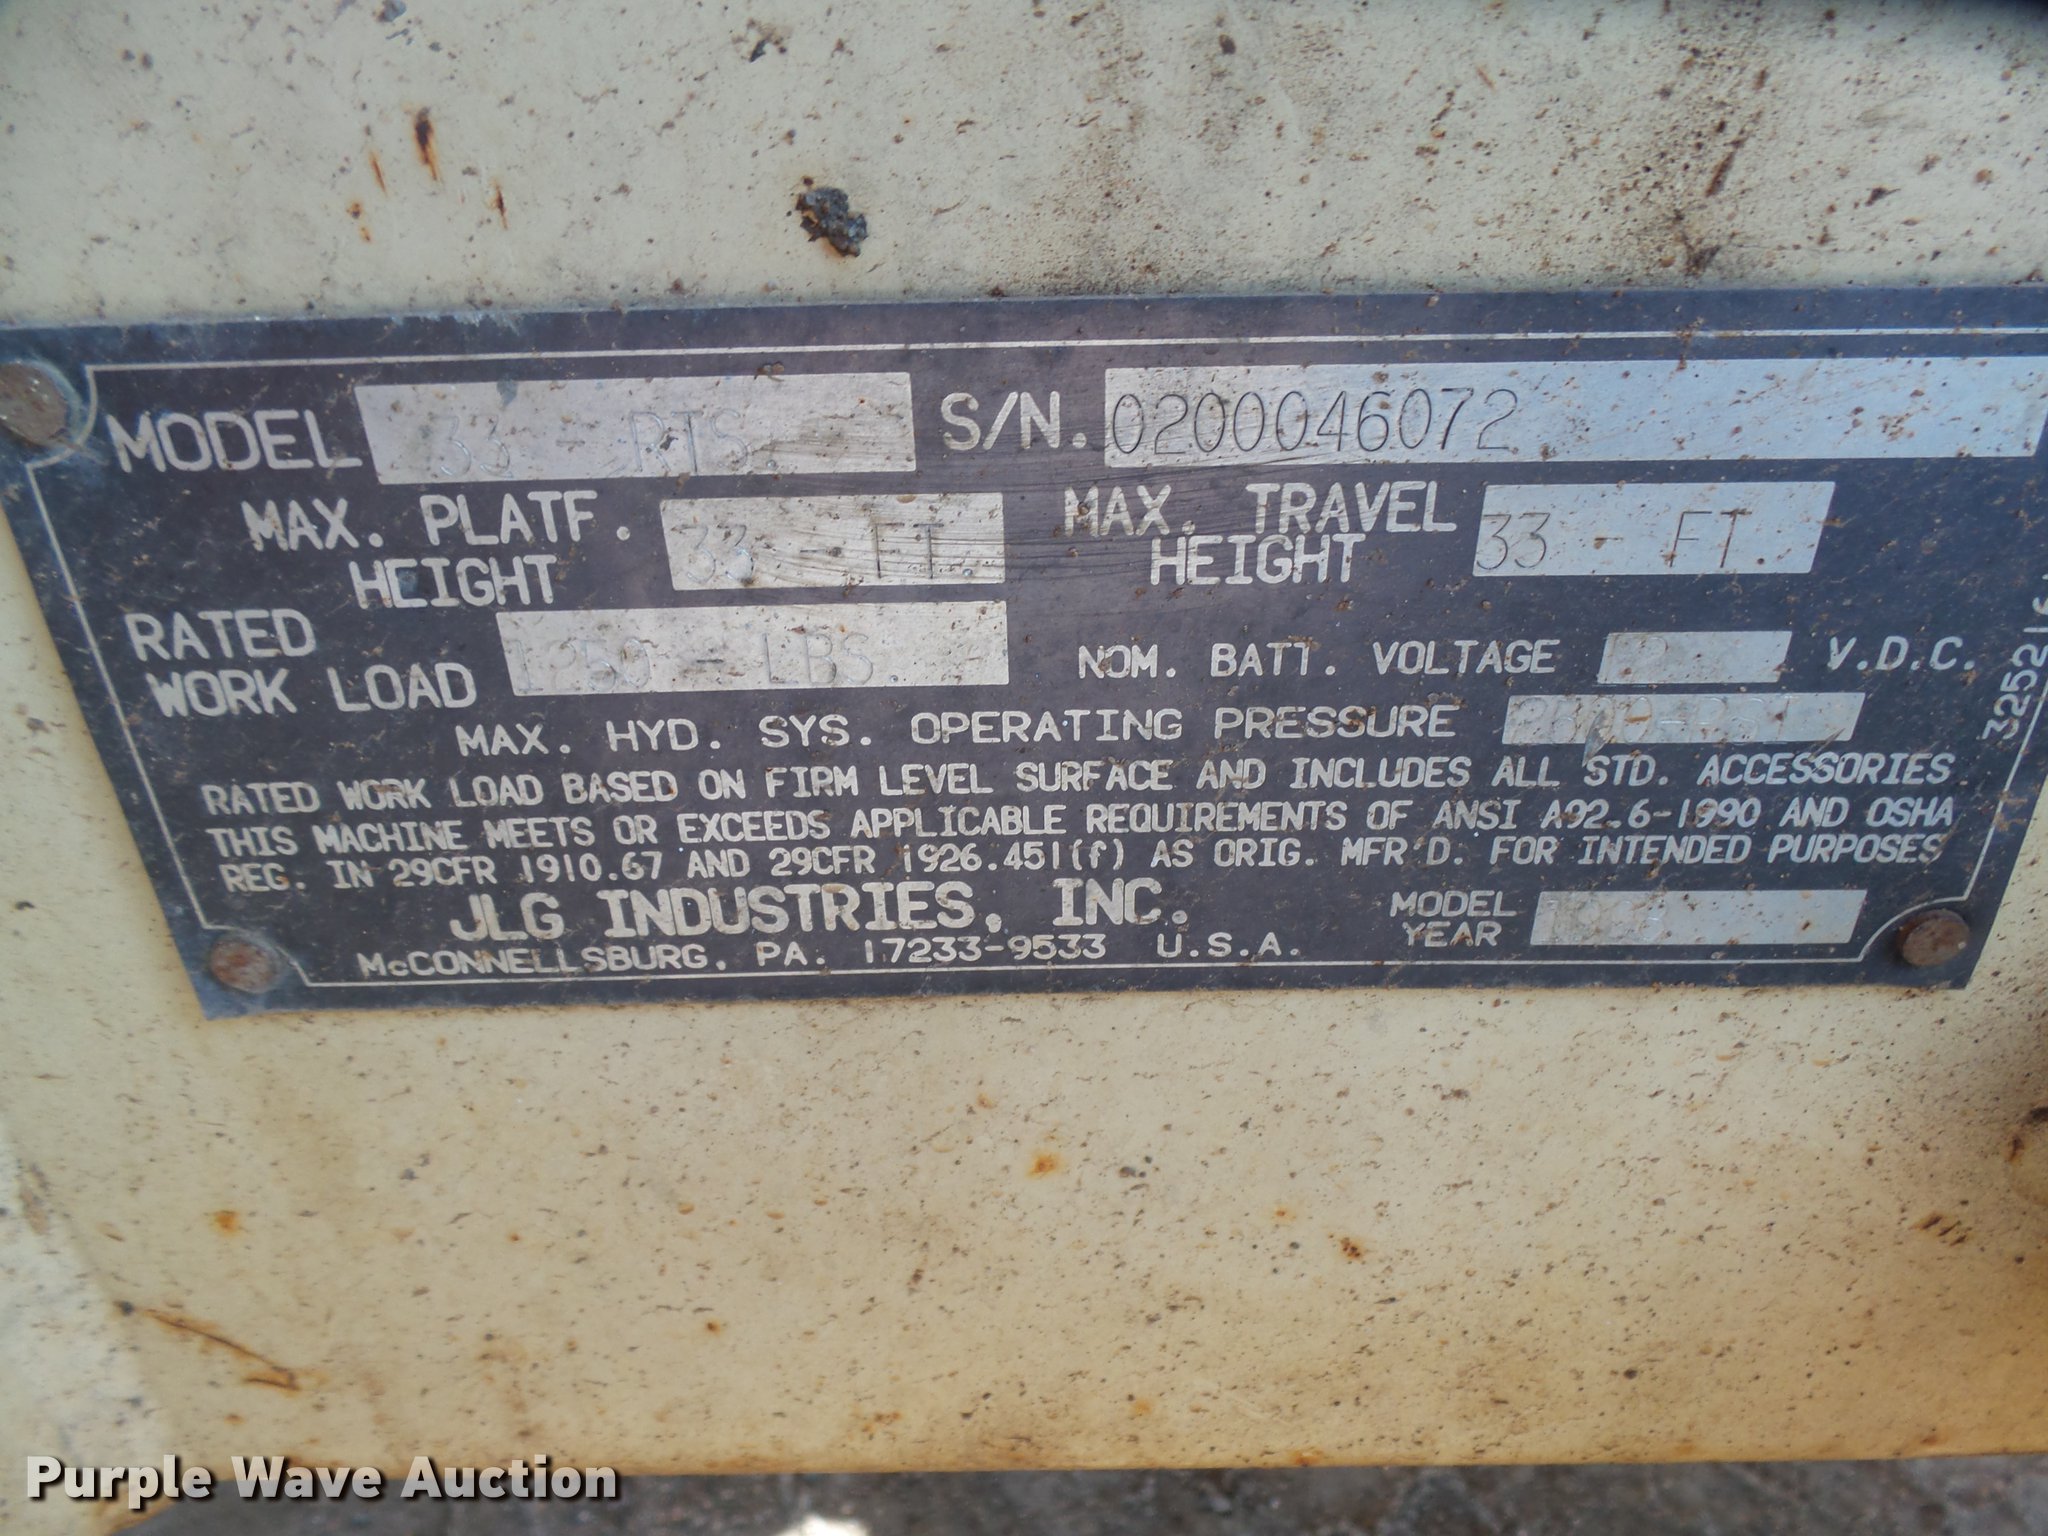 MODEL 33 - RTS S/N. 0200046072
MAX. PLATF. HEIGHT 33 - FT. MAX. TRAVEL HEIGHT 33 - FT
RATED WORK LOAD LBS NOM. BATT. VOLTAGE V.D.C.
MAX. HYD. SYS. OPERATING PRESSURE
RATED WORK LOAD BASED ON FIRM LEVEL SURFACE AND INCLUDES ALL STD. ACCESSORIES
THIS MACHINE MEETS OR EXCEEDS APPLICABLE REQUIREMENTS OF ANSI A92.6-1990 AND OSHA
REG. IN 29CFR 1910.67 AND 29CFR 1926.451(f) AS ORIG. MFR'D. FOR INTENDED PURPOSES
JLG INDUSTRIES, INC.
McCONNELLSBURG, PA. 17233-9533 U.S.A.
MODEL YEAR
325216
Purple Wave Auction